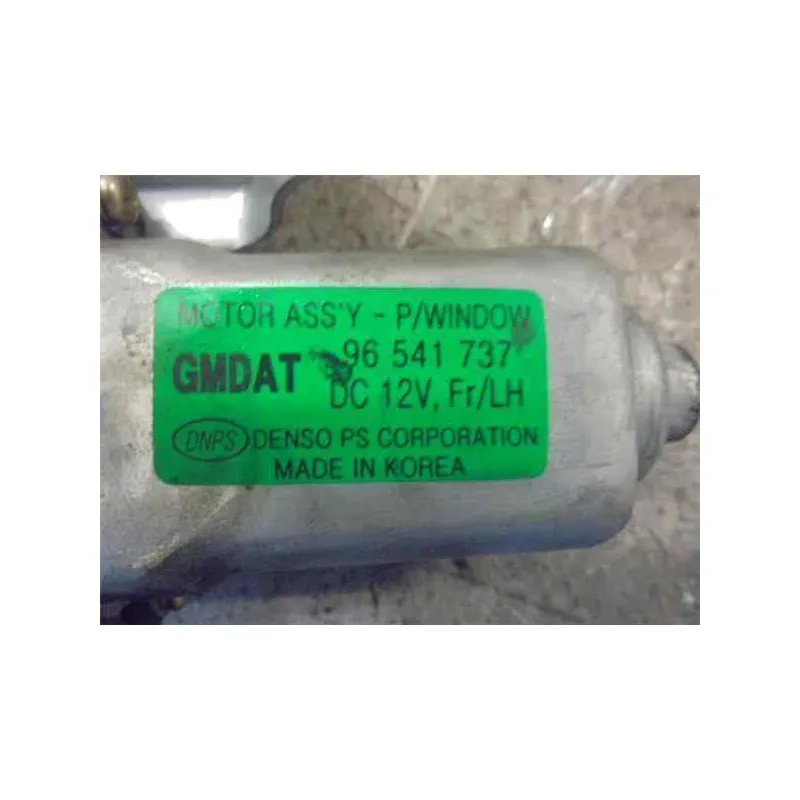 MOTOR ASS'Y - P/WINDOW
GMDAT 96 541 737
DC 12V, Fr/LH
DNPS DENSO PS CORPORATION
MADE IN KOREA